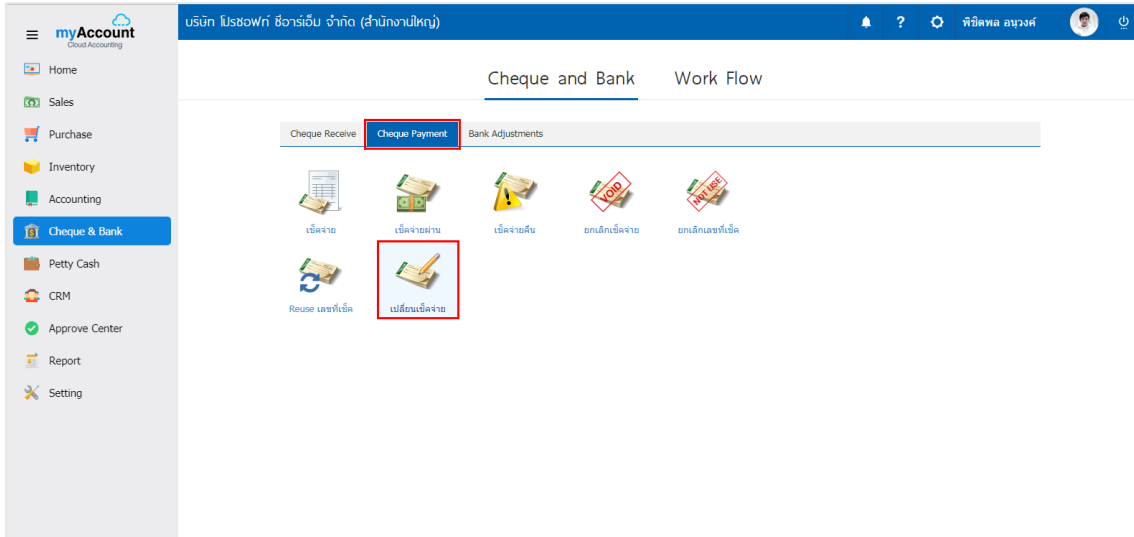 myAccount
Cloud Accounting
บริษัท โปรซอฟท์ ซีอาร์เอ็ม จำกัด (สำนักงานใหญ่)
?
พิชิตพล อนุวงศ์
Home
Sales
Purchase
Inventory
Accounting
Cheque & Bank
Petty Cash
CRM
Approve Center
Report
Setting
Cheque and Bank Work Flow
Cheque Receive Cheque Payment Bank Adjustments
VOID NOT USE
เช็คจ่าย เช็คจ่ายผ่าน เช็คจ่ายคืน ยกเลิกเช็คจ่าย ยกเลิกเลขที่เช็ค
Reuse เลขที่เช็ค เปลี่ยนเช็คจ่าย